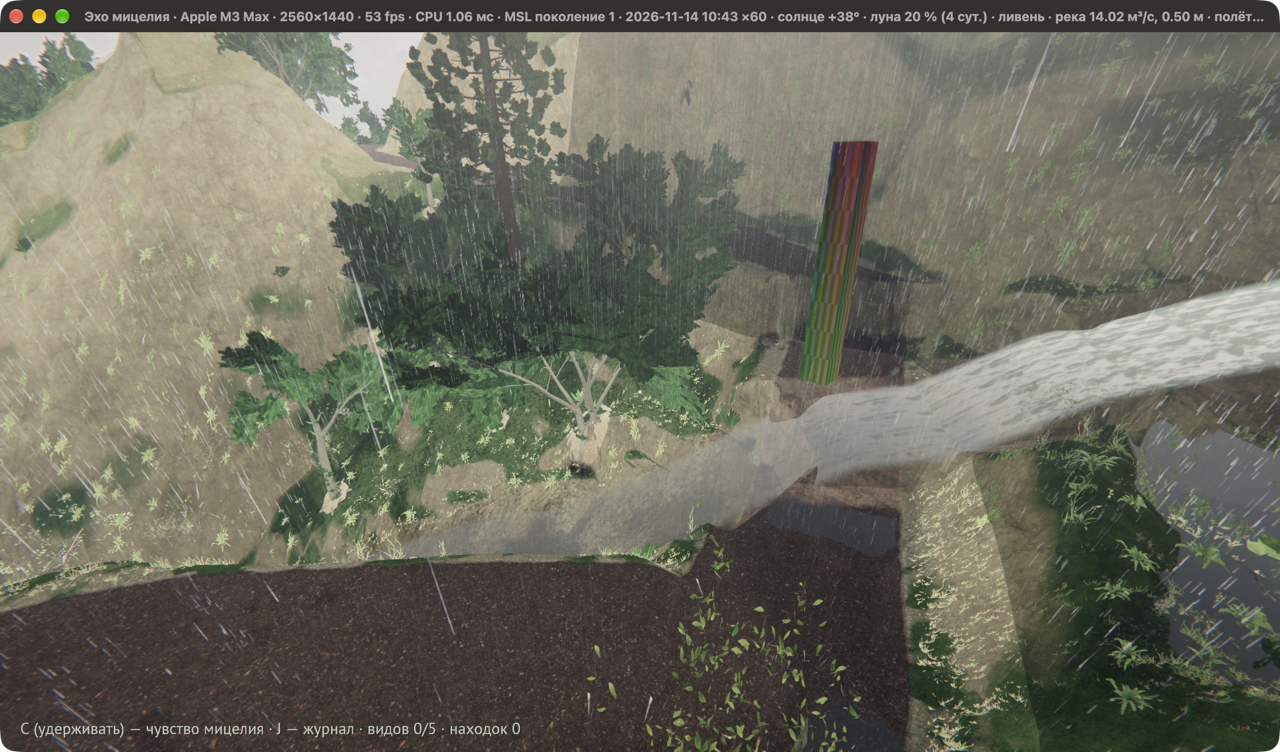 Эхо мицелия · Apple M3 Max · 2560×1440 · 53 fps · CPU 1.06 мс · MSL поколение 1 · 2026-11-14 10:43 ×60 · солнце +38° · луна 20 % (4 сут.) · ливень · река 14.02 м³/с, 0.50 м · полёт...
C (удерживать) — чувство мицелия · J — журнал · видов 0/5 · находок 0